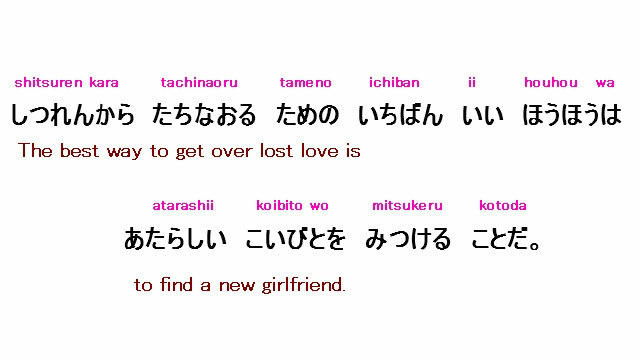 shitsuren kara tachinaoru tameno ichiban ii houhou wa
しつれんから たちなおる ための いちばん いい ほうほうは
The best way to get over lost love is
atarashii koibito wo mitsukeru kotoda
あたらしい こいびとを みつける ことだ。
to find a new girlfriend.